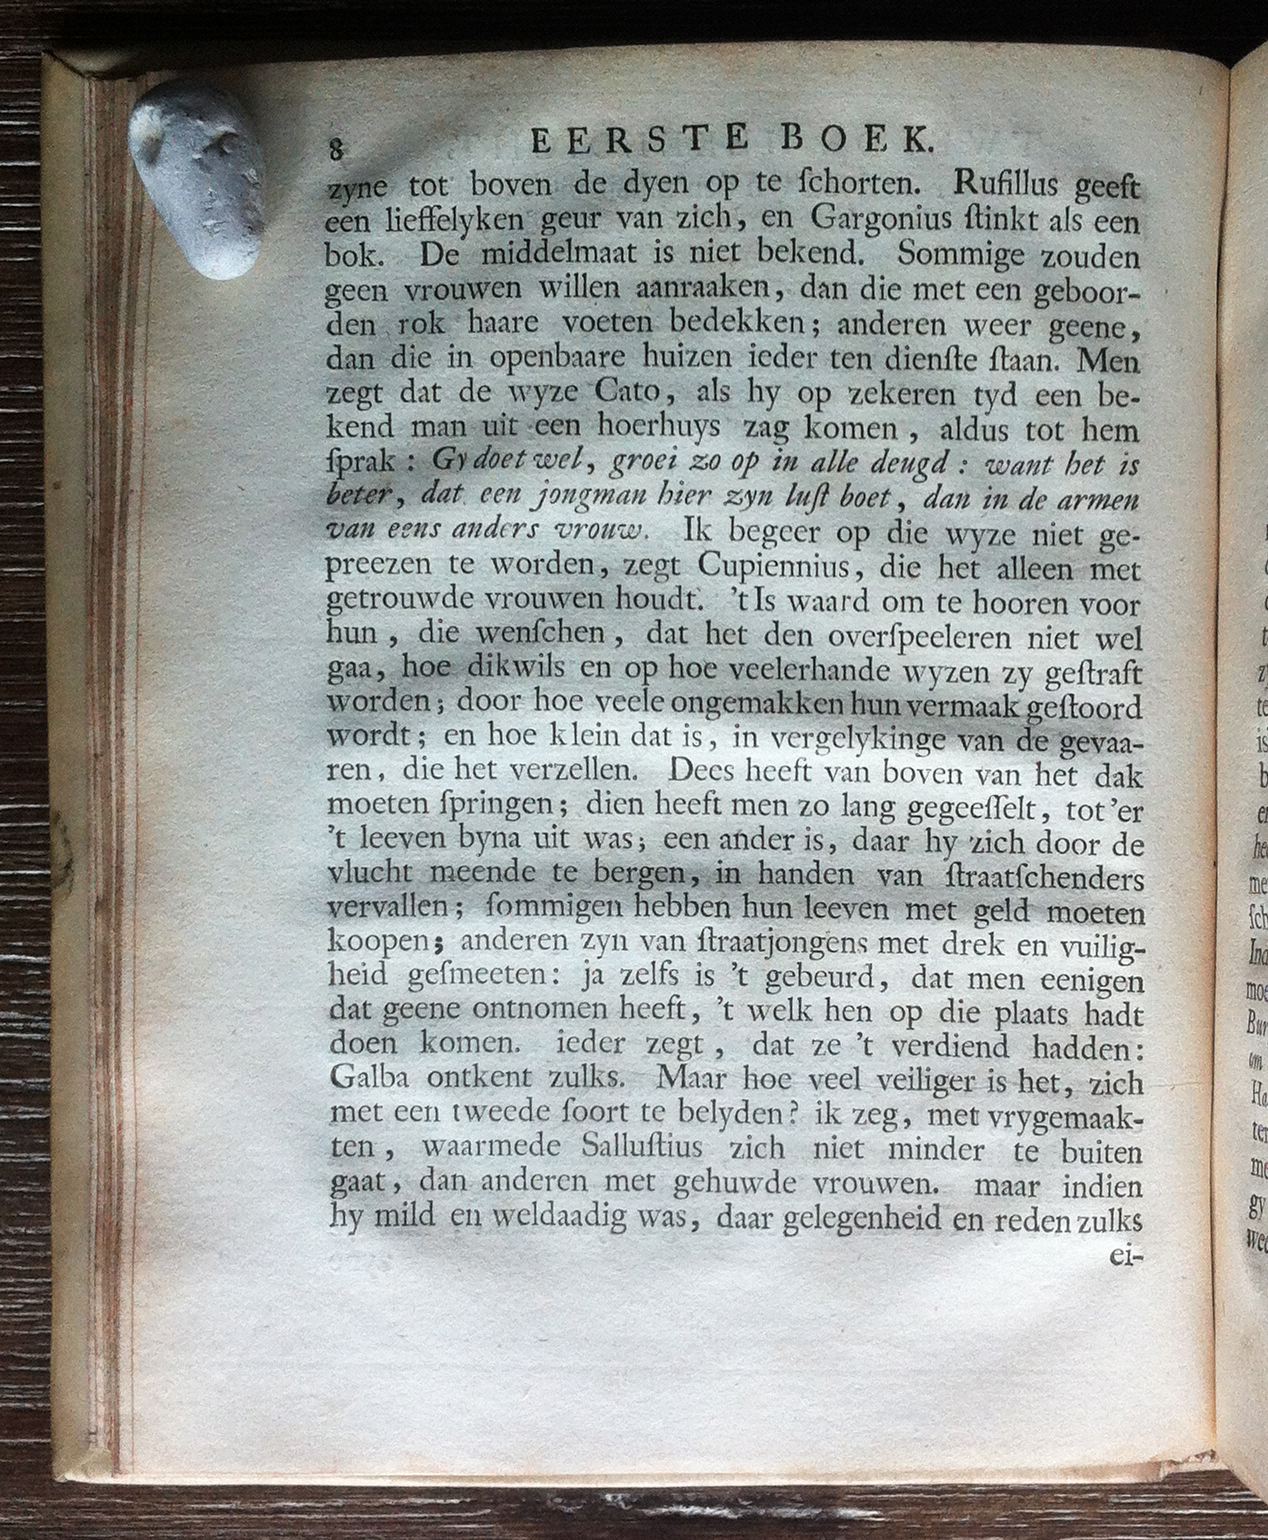 8 EERSTE BOEK.
zyne tot boven de dyen op te ſchorten. Rufillus geeft
een lieffelyken geur van zich, en Gargonius ſtinkt als een
bok. De middelmaat is niet bekend. Sommige zouden
geen vrouwen willen aanraaken, dan die met een geboor-
den rok haare voeten bedekken; anderen weer geene,
dan die in openbaare huizen ieder ten dienſte ſtaan. Men
zegt dat de wyze Cato, als hy op zekeren tyd een be-
kend man uit een hoerhuys zag komen, aldus tot hem
ſprak: Gy doet wel, groei zo op in alle deugd: want het is
beter, dat een jongman hier zyn luſt boet, dan in de armen
van eens anders vrouw. Ik begeer op die wyze niet ge-
preezen te worden, zegt Cupiennius, die het alleen met
getrouwde vrouwen houdt. 't Is waard om te hooren voor
hun, die wenſchen, dat het den overſpeeleren niet wel
gaa, hoe dikwils en op hoe veelerhande wyzen zy geſtraft
worden; door hoe veele ongemakken hun vermaak geſtoord
wordt; en hoe klein dat is, in vergelykinge van de gevaa-
ren, die het verzellen. Dees heeft van boven van het dak
moeten ſpringen; dien heeft men zo lang gegeeſſelt, tot 'er
't leeven byna uit was; een ander is, daar hy zich door de
vlucht meende te bergen, in handen van ſtraatſchenders
vervallen; ſommigen hebben hun leeven met geld moeten
koopen; anderen zyn van ſtraatjongens met drek en vuilig-
heid geſmeeten: ja zelfs is 't gebeurd, dat men eenigen
dat geene ontnomen heeft, 't welk hen op die plaats hadt
doen komen. ieder zegt, dat ze 't verdiend hadden:
Galba ontkent zulks. Maar hoe veel veiliger is het, zich
met een tweede ſoort te belyden? ik zeg, met vrygemaak-
ten, waarmede Salluſtius zich niet minder te buiten
gaat, dan anderen met gehuwde vrouwen. maar indien
hy mild en weldaadig was, daar gelegenheid en reden zulks
ei-